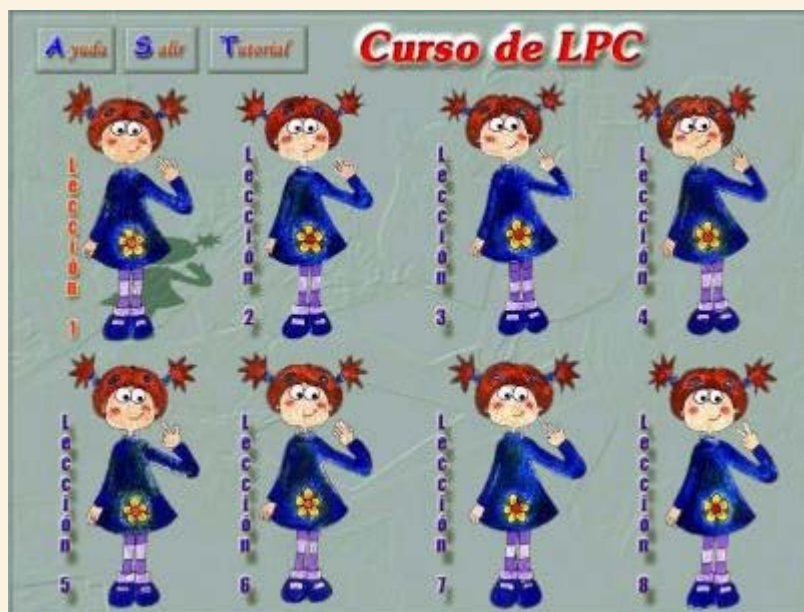 Ayuda Salir Tutorial Curso de LPC
Lección 1
Lección 2
Lección 3
Lección 4
Lección 5
Lección 6
Lección 7
Lección 8